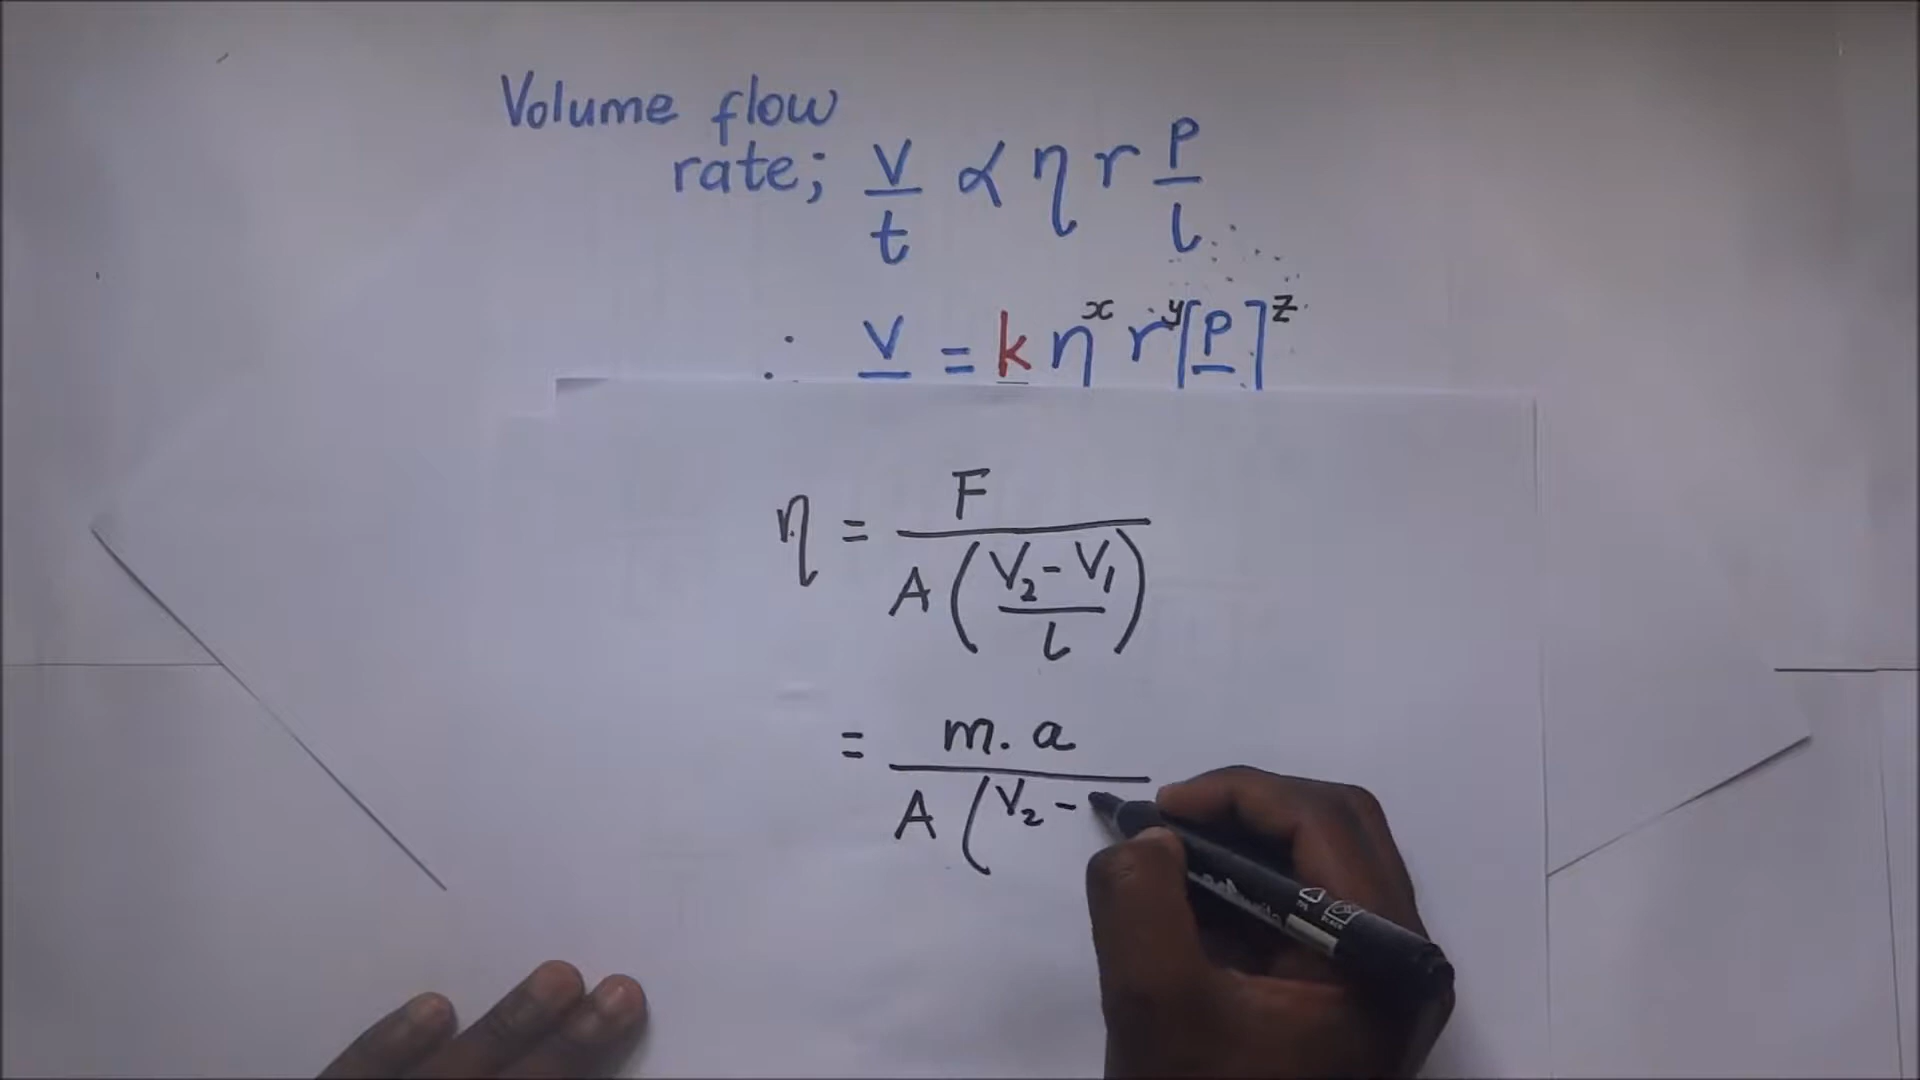 Volume flow
rate; V/t ∝ η r P/l
∴ V = k η^x r^y [P]^z
η = F / A((V₂ - V₁)/l)
= m. a / A(V₂ -